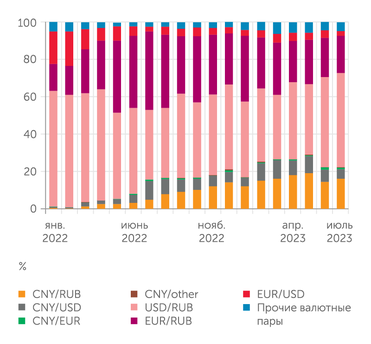 100
80
60
40
20
0
янв. июнь нояб. апр. июль
2022 2022 2022 2023 2023
%
CNY/RUB CNY/other EUR/USD
CNY/USD USD/RUB Прочие валютные
CNY/EUR EUR/RUB пары